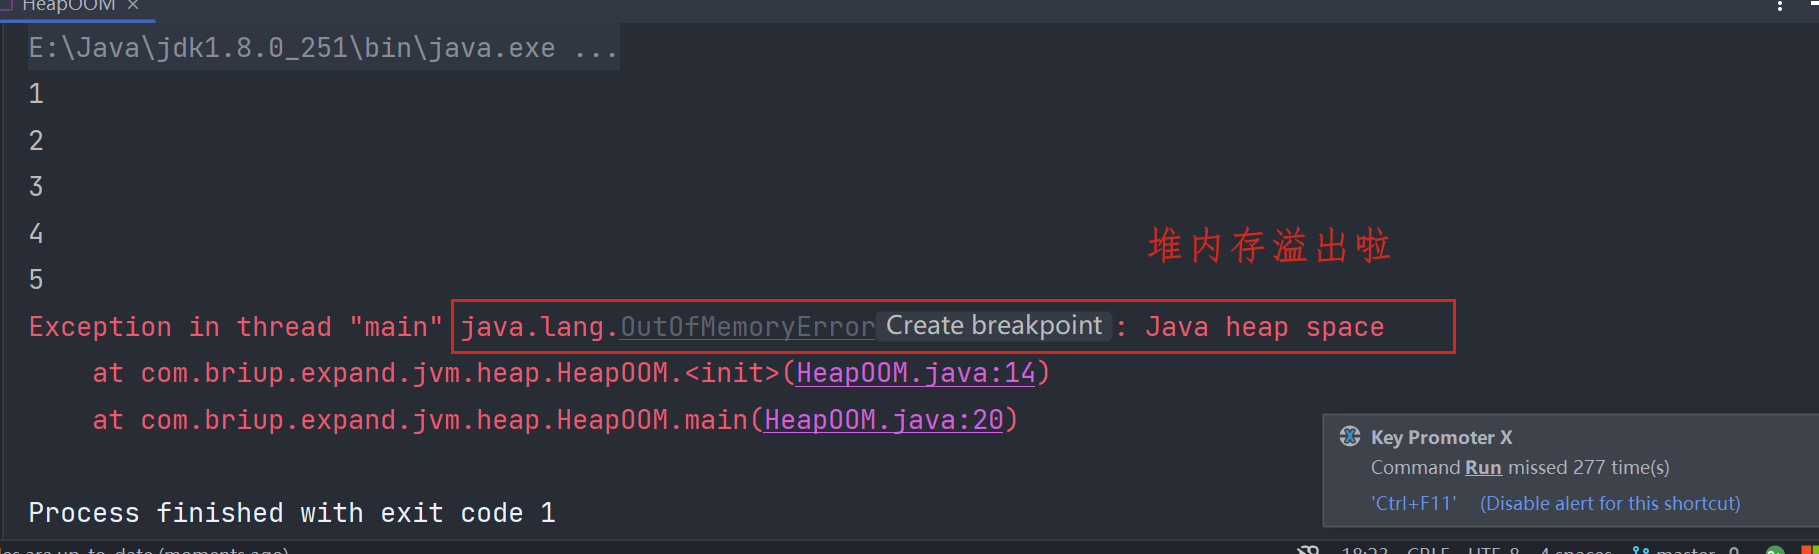 HeapOOM ×
E:\Java\jdk1.8.0_251\bin\java.exe ...
1
2
3
4
5
堆内存溢出啦
Exception in thread "main" java.lang.OutOfMemoryError Create breakpoint : Java heap space
    at com.briup.expand.jvm.heap.HeapOOM.<init>(HeapOOM.java:14)
    at com.briup.expand.jvm.heap.HeapOOM.main(HeapOOM.java:20)
Key Promoter X
Command Run missed 277 time(s)
'Ctrl+F11' (Disable alert for this shortcut)
Process finished with exit code 1
les are up-to-date (moments ago)
18:23 CRLF UTF-8 4 spaces master